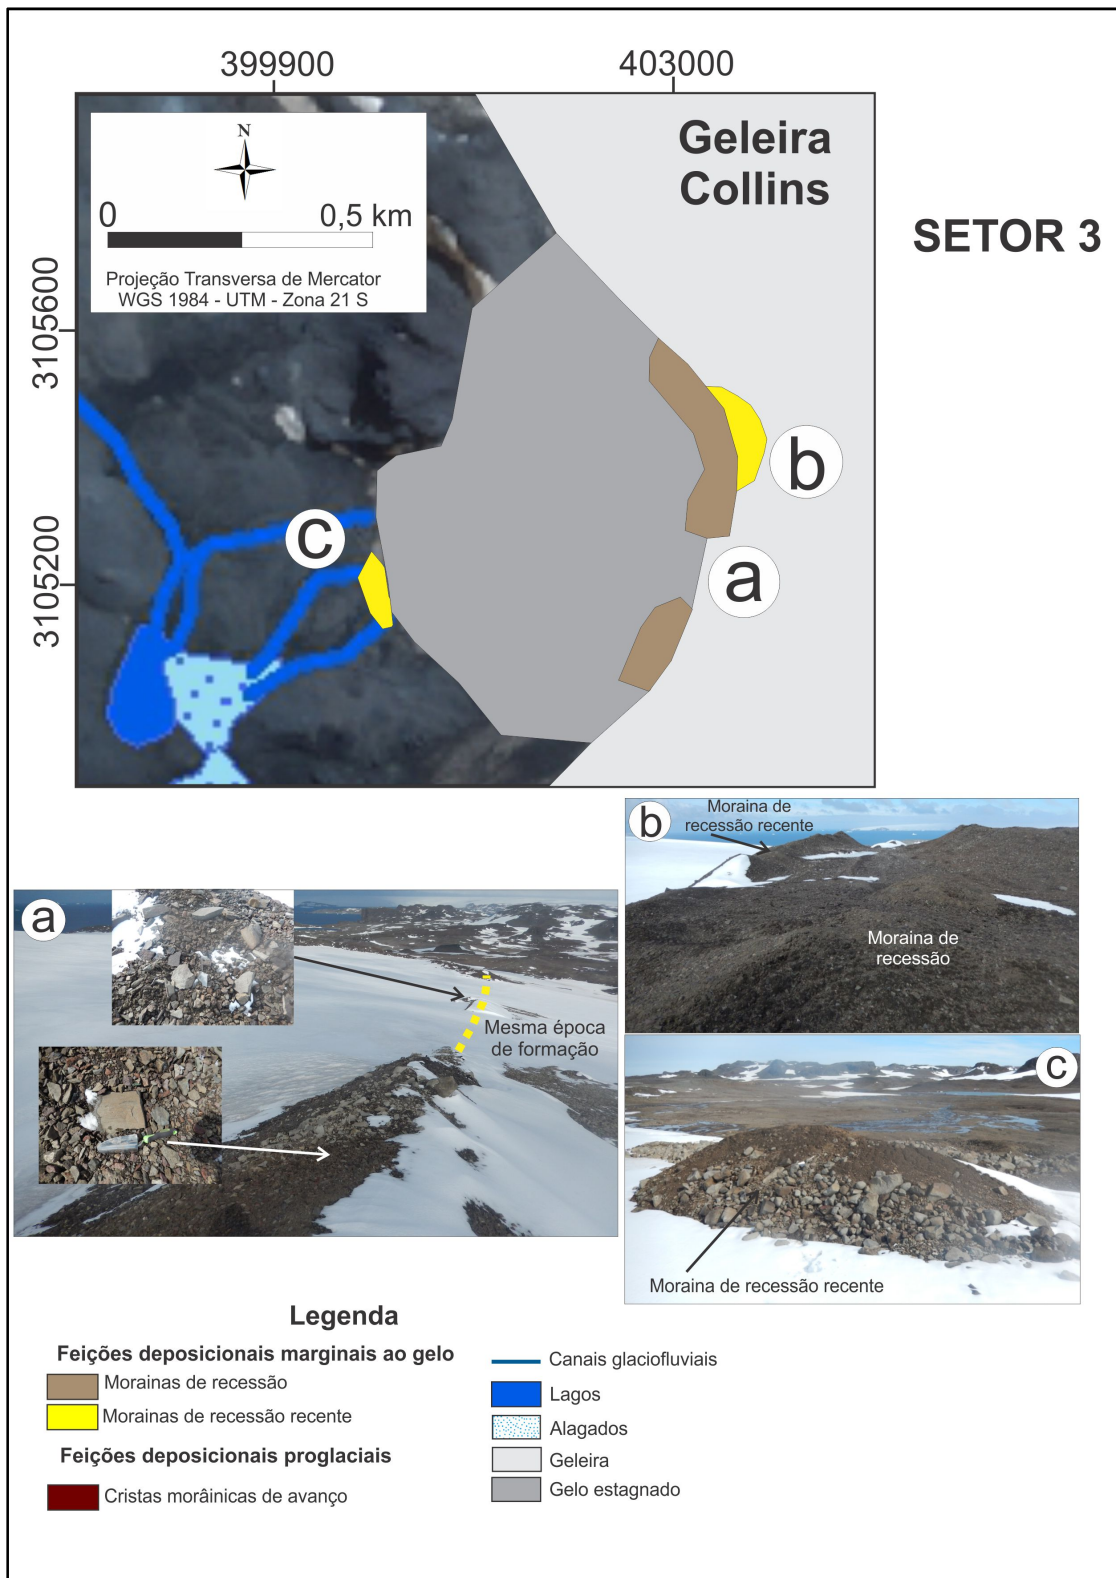 399900
403000
N
0
0,5 km
Projeção Transversa de Mercator
WGS 1984 - UTM - Zona 21 S
Geleira
Collins
SETOR 3
3105600
3105200
b
c
a
a
Mesma época
de formação
b
Moraina de
recessão recente
Moraina de
recessão
c
Moraina de recessão recente
Legenda
Feições deposicionais marginais ao gelo
Morainas de recessão
Morainas de recessão recente
Feições deposicionais proglaciais
Cristas morâinicas de avanço
Canais glaciofluviais
Lagos
Alagados
Geleira
Gelo estagnado